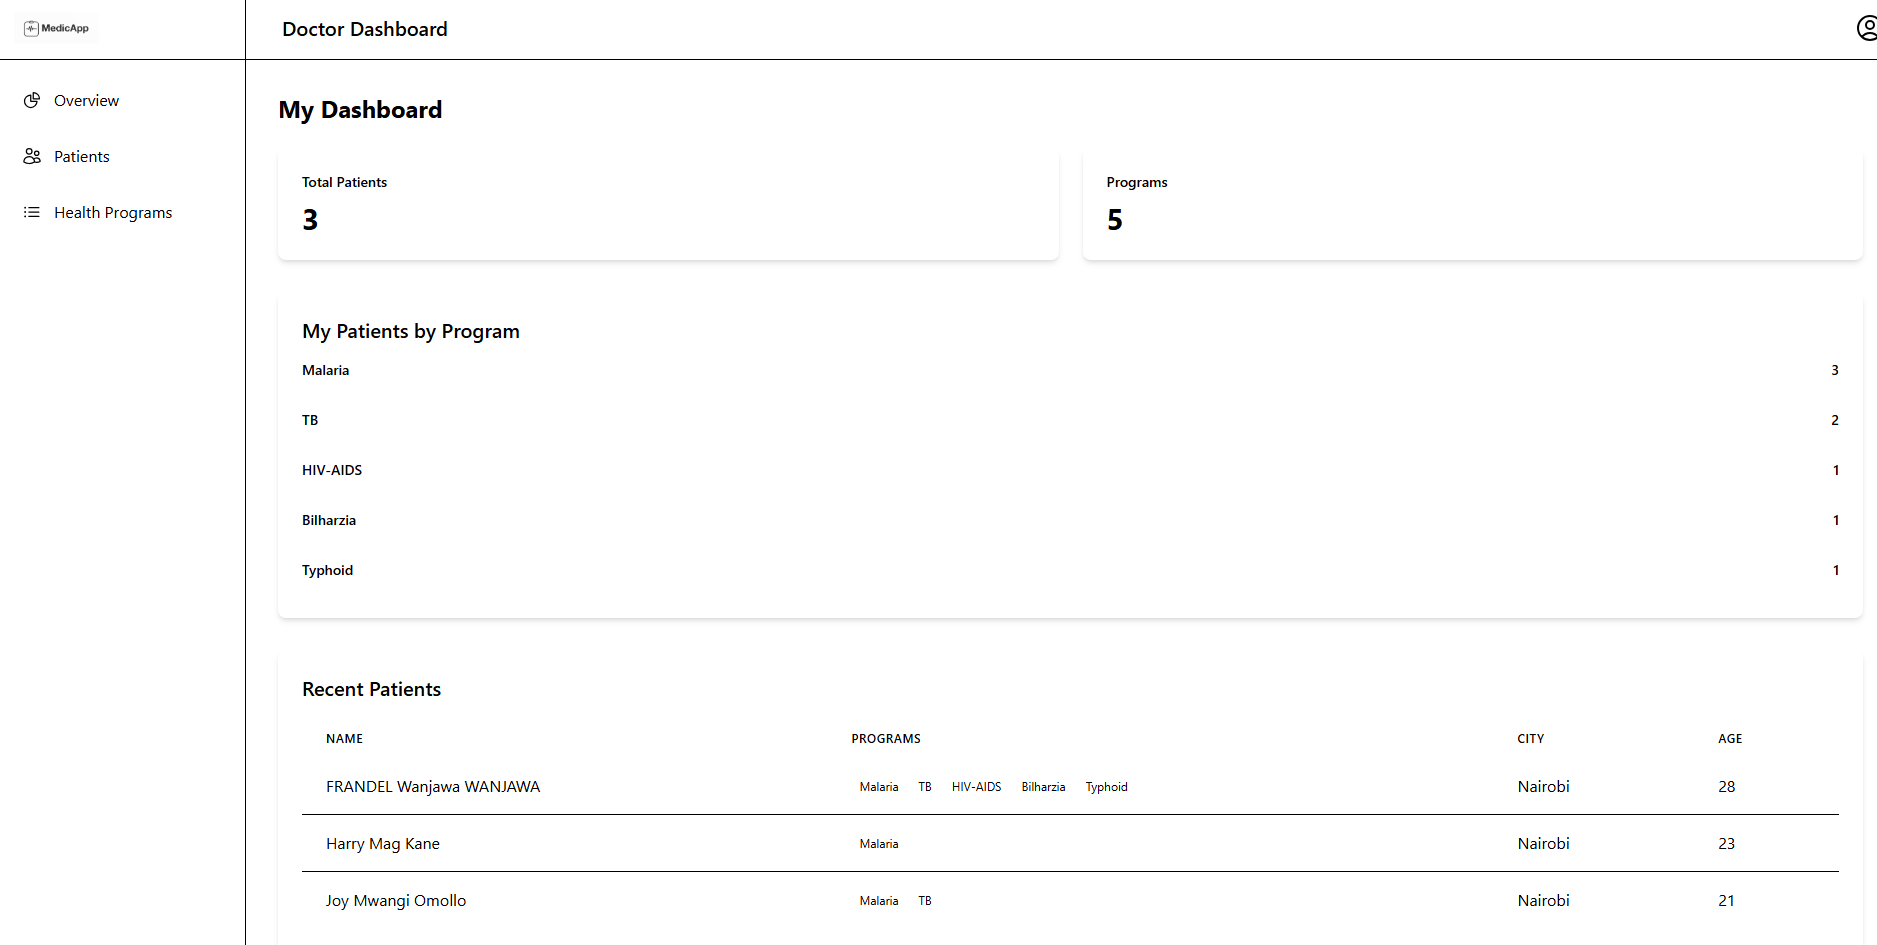 MedicApp
Doctor Dashboard
Overview
Patients
Health Programs
My Dashboard
Total Patients
3
Programs
5
My Patients by Program
Malaria 3
TB 2
HIV-AIDS 1
Bilharzia 1
Typhoid 1
Recent Patients
NAME PROGRAMS CITY AGE
FRANDEL Wanjawa WANJAWA Malaria TB HIV-AIDS Bilharzia Typhoid Nairobi 28
Harry Mag Kane Malaria Nairobi 23
Joy Mwangi Omollo Malaria TB Nairobi 21